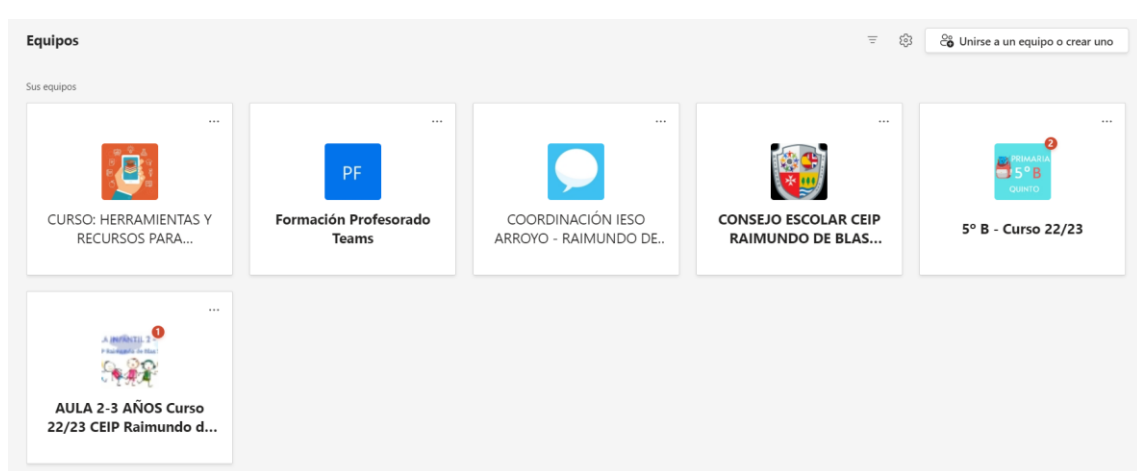 Equipos
Unirse a un equipo o crear uno
Sus equipos
...
...
...
...
...
PF
2
PRIMARIA
5º B
QUINTO
CURSO: HERRAMIENTAS Y
RECURSOS PARA...
Formación Profesorado
Teams
COORDINACIÓN IESO
ARROYO - RAIMUNDO DE..
CONSEJO ESCOLAR CEIP
RAIMUNDO DE BLAS...
5º B - Curso 22/23
...
1
AULA 2-3 AÑOS Curso
22/23 CEIP Raimundo d...